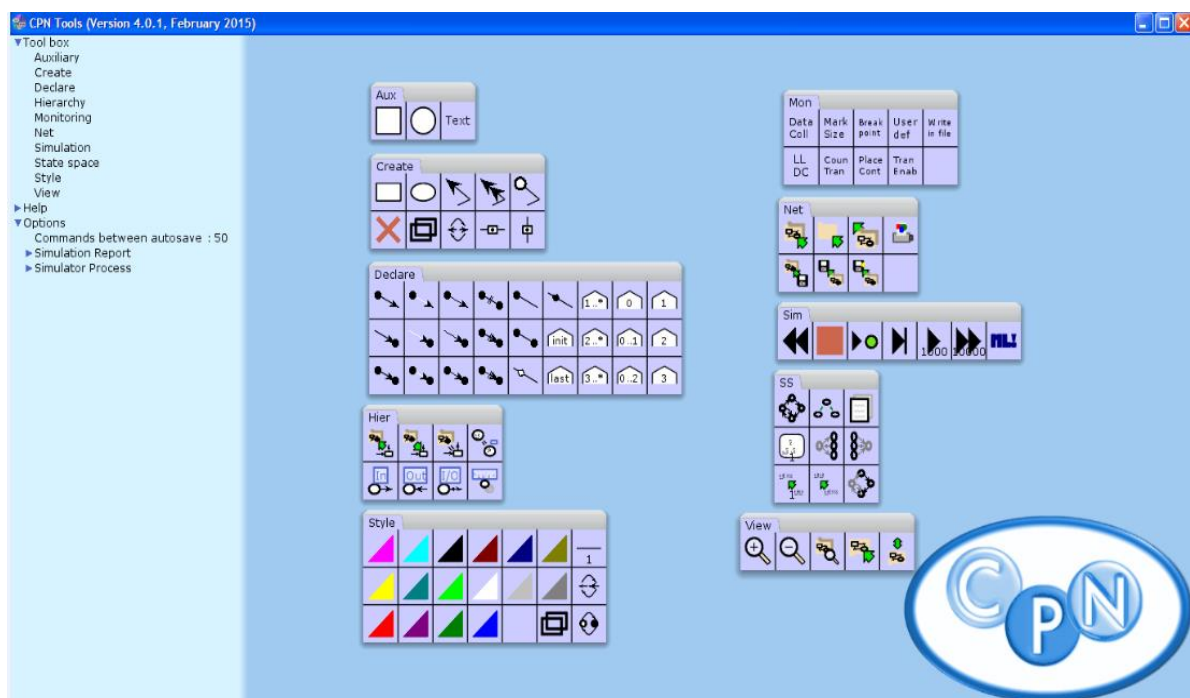 CPN Tools (Version 4.0.1, February 2015)
Tool box
Auxiliary
Create
Declare
Hierarchy
Monitoring
Net
Simulation
State space
Style
View
Help
Options
Commands between autosave : 50
Simulation Report
Simulator Process
Aux
Text
Create
Declare
1..* 0 1
init 2..* 0..1 2
last 3..* 0..2 3
Hier
In Out I/O
Style
1
Mon
Data Coll
Mark Size
Break point
User def
Write in file
LL DC
Coun Tran
Place Cont
Tran Enab
Net
Sim
1000 10000 ML!
SS
View
CPN